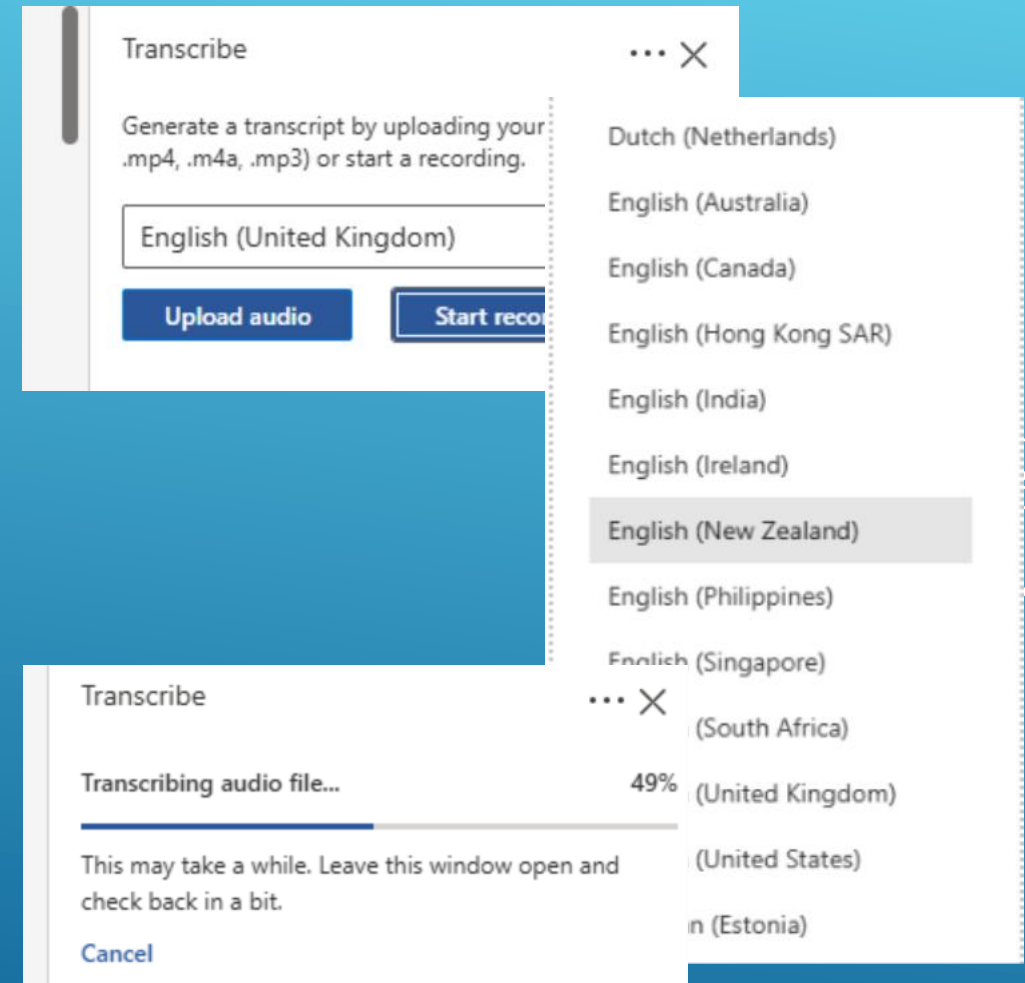 Transcribe
Generate a transcript by uploading your
.mp4, .m4a, .mp3) or start a recording.
English (United Kingdom)
Upload audio
Start
Dutch (Netherlands)
English (Australia)
English (Canada)
English (Hong Kong SAR)
English (India)
English (Ireland)
English (New Zealand)
English (Philippines)
English (Singapore)
(South Africa)
(United Kingdom)
(United States)
(Estonia)
Transcribe
Transcribing audio file... 49%
This may take a while. Leave this window open and
check back in a bit.
Cancel